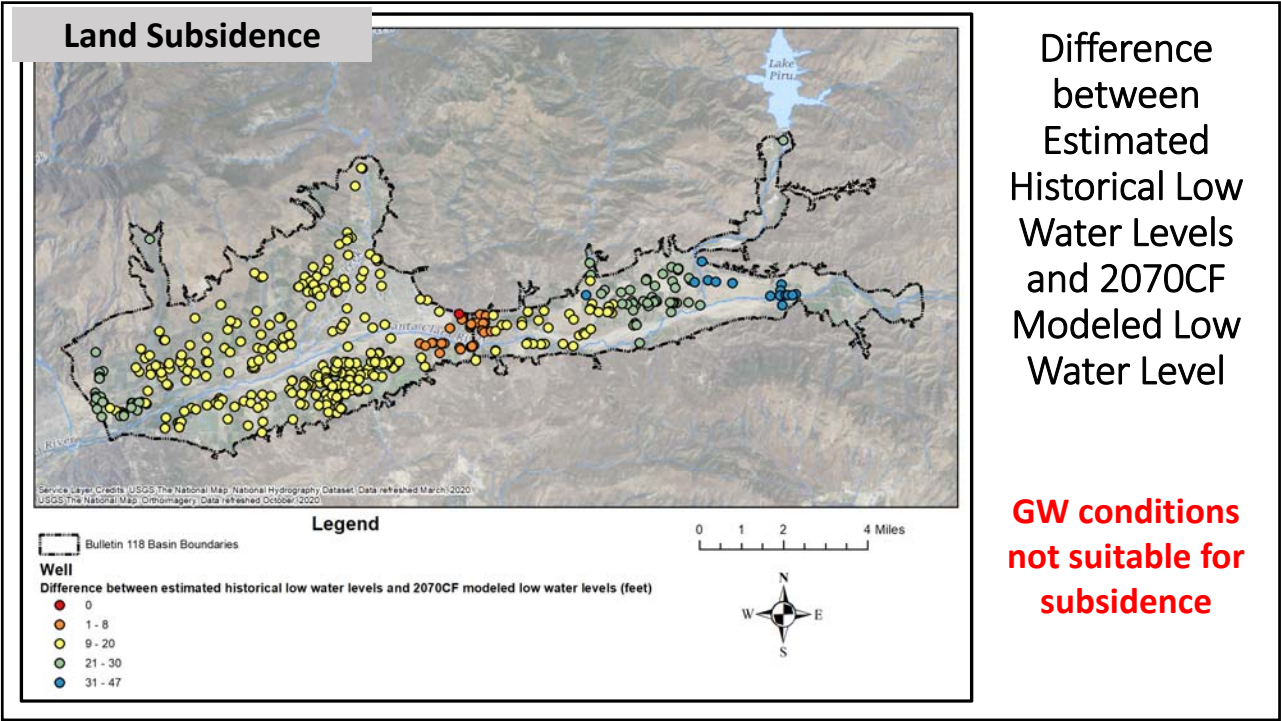 Land Subsidence
Lake
Piru
Santa Clara
River
Service Layer Credits: USGS The National Map: National Hydrography Dataset. Data refreshed March, 2020.
USGS The National Map: Orthoimagery. Data refreshed October, 2020.
Legend
Bulletin 118 Basin Boundaries
Well
Difference between estimated historical low water levels and 2070CF modeled low water levels (feet)
0
1 - 8
9 - 20
21 - 30
31 - 47
0 1 2 4 Miles
N
W E
S
Difference
between
Estimated
Historical Low
Water Levels
and 2070CF
Modeled Low
Water Level
GW conditions
not suitable for
subsidence